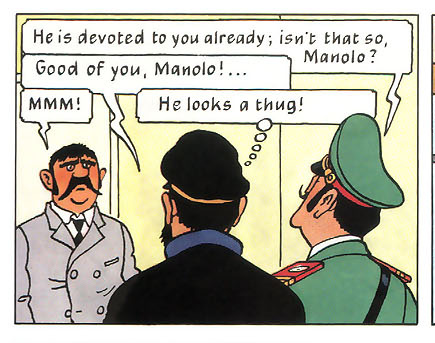 He is devoted to you already; isn't that so,
Manolo?
Good of you, Manolo!...
MMM!
He looks a thug!